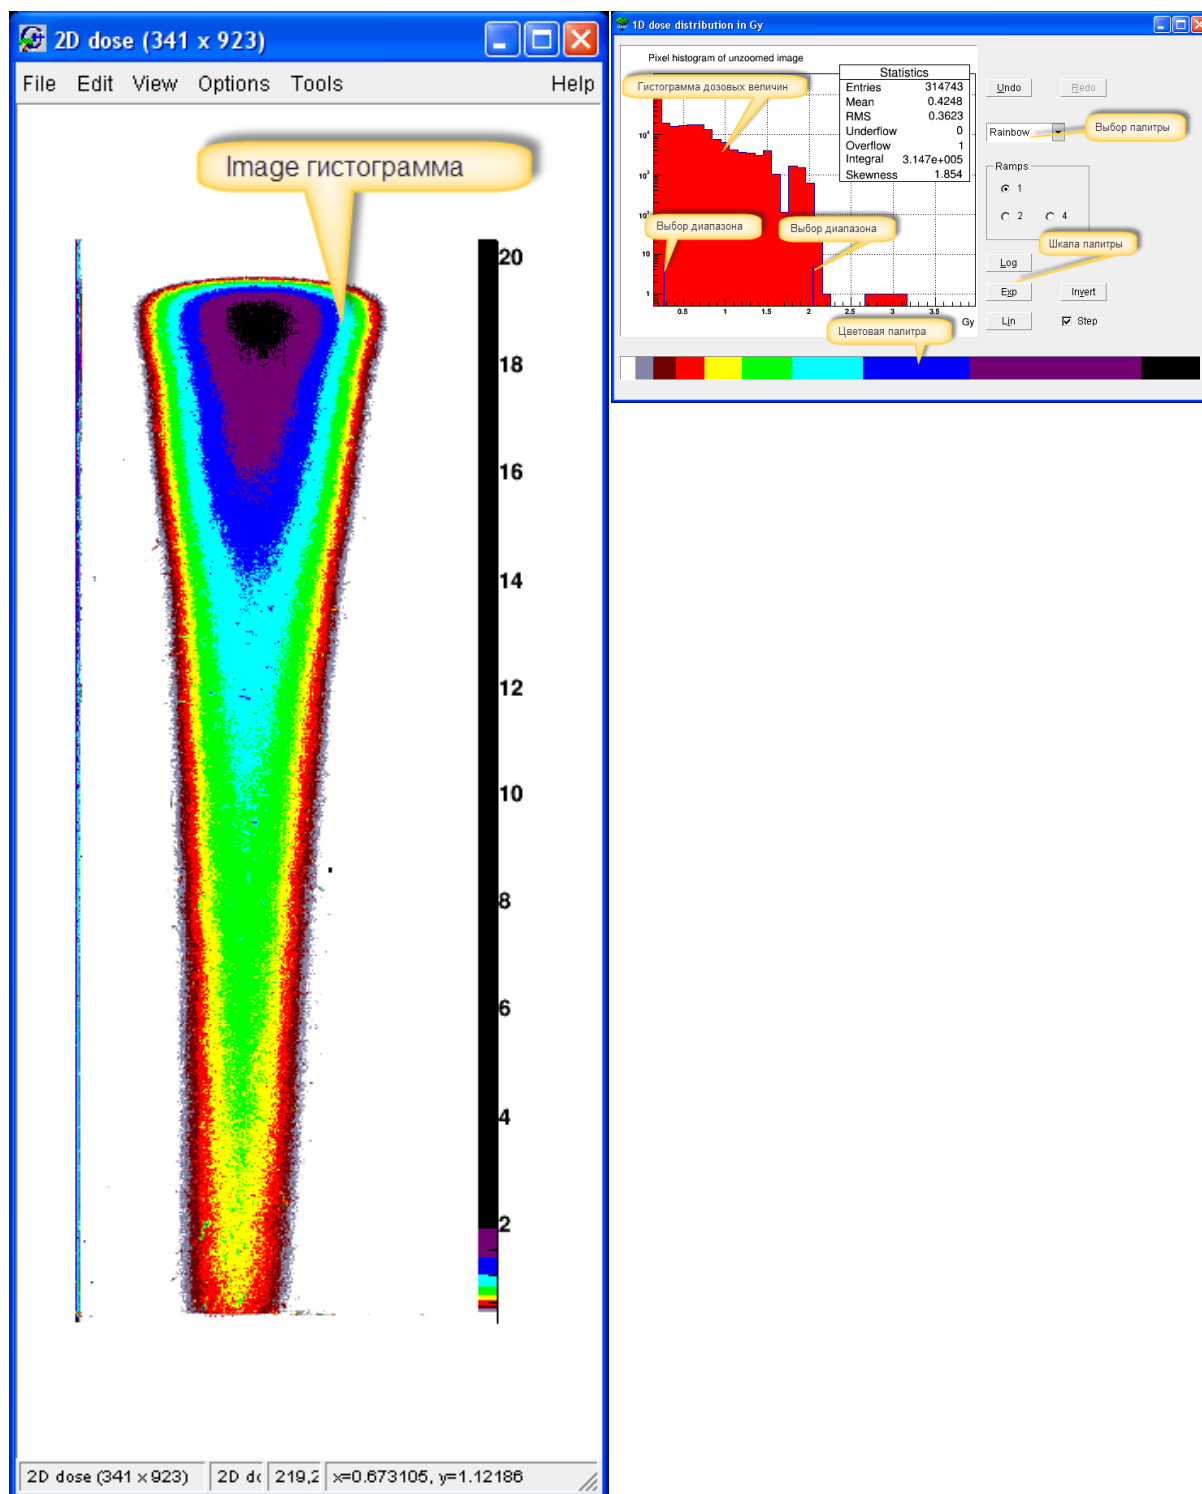 2D dose (341 x 923)
File Edit View Options Tools Help
Image гистограмма
20
18
16
14
12
10
8
6
4
2
2D dose (341 x 923) 219,2 x=0.673105, y=1.12186
1D dose distribution in Gy
Pixel histogram of unzoomed image
Гистограмма дозовых величин
Statistics
Entries 314743
Mean 0.4248
RMS 0.3623
Underflow 0
Overflow 1
Integral 3.147e+005
Skewness 1.854
10⁴
10³
10²
10
1
Выбор диапазона
Выбор диапазона
0.5 1 1.5 2 2.5 3 3.5
Gy
Цветовая палитра
Undo Redo
Rainbow
Выбор палитры
Ramps
1
2 4
Шкала палитры
Log
Exp Invert
Lin Step